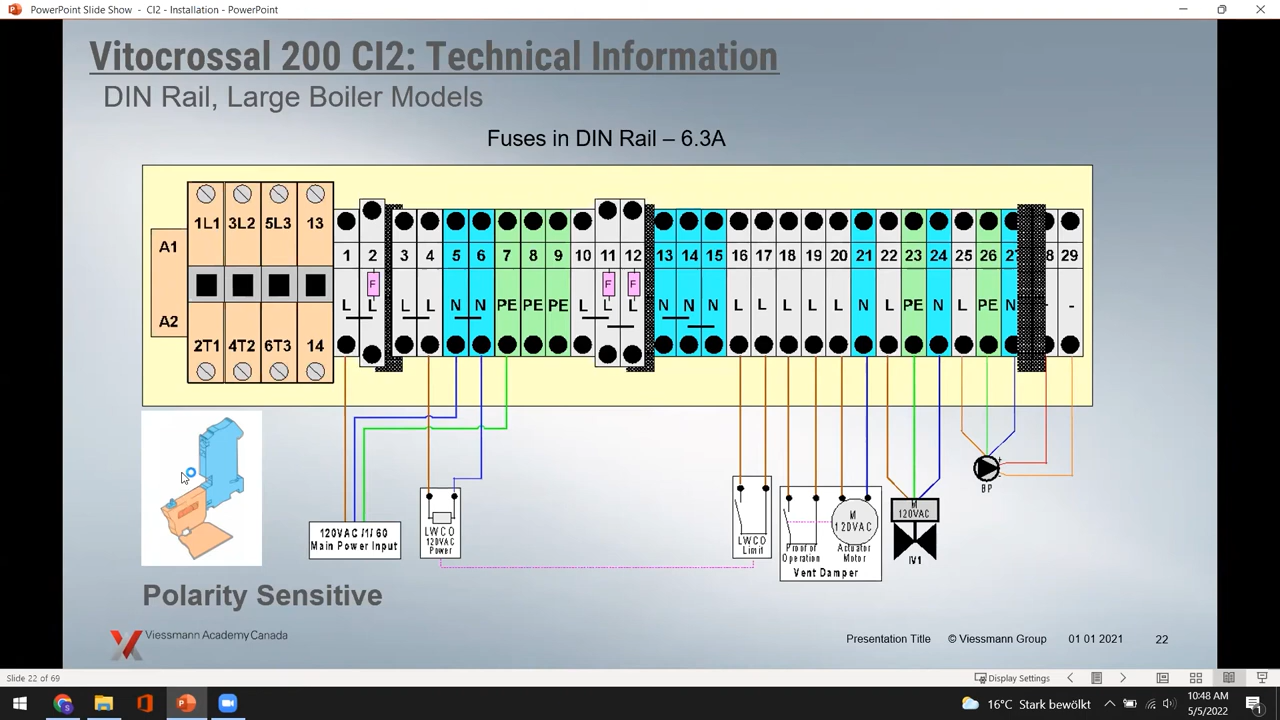 PowerPoint Slide Show - CI2 - Installation - PowerPoint
Vitocrossal 200 CI2: Technical Information
DIN Rail, Large Boiler Models
Fuses in DIN Rail – 6.3A
1L1 3L2 5L3 13
A1
1 2 3 4 5 6 7 8 9 10 11 12 13 14 15 16 17 18 19 20 21 22 23 24 25 26 27 8 29
F F F
L L L L N N PE PE PE L L L N N N L L L L L N L PE N L PE N - -
A2
2T1 4T2 6T3 14
BP
M
120VAC
LWCO
120VAC
Power
120VAC /1/ 60
Main Power Input
LWCO
Limit
M
120VAC
Proof of
Operation
Actuator
Motor
Vent Damper
IV1
Polarity Sensitive
Viessmann Academy Canada
Presentation Title © Viessmann Group 01 01 2021 22
Slide 22 of 69
Display Settings
16°C Stark bewölkt
10:48 AM
5/5/2022
1